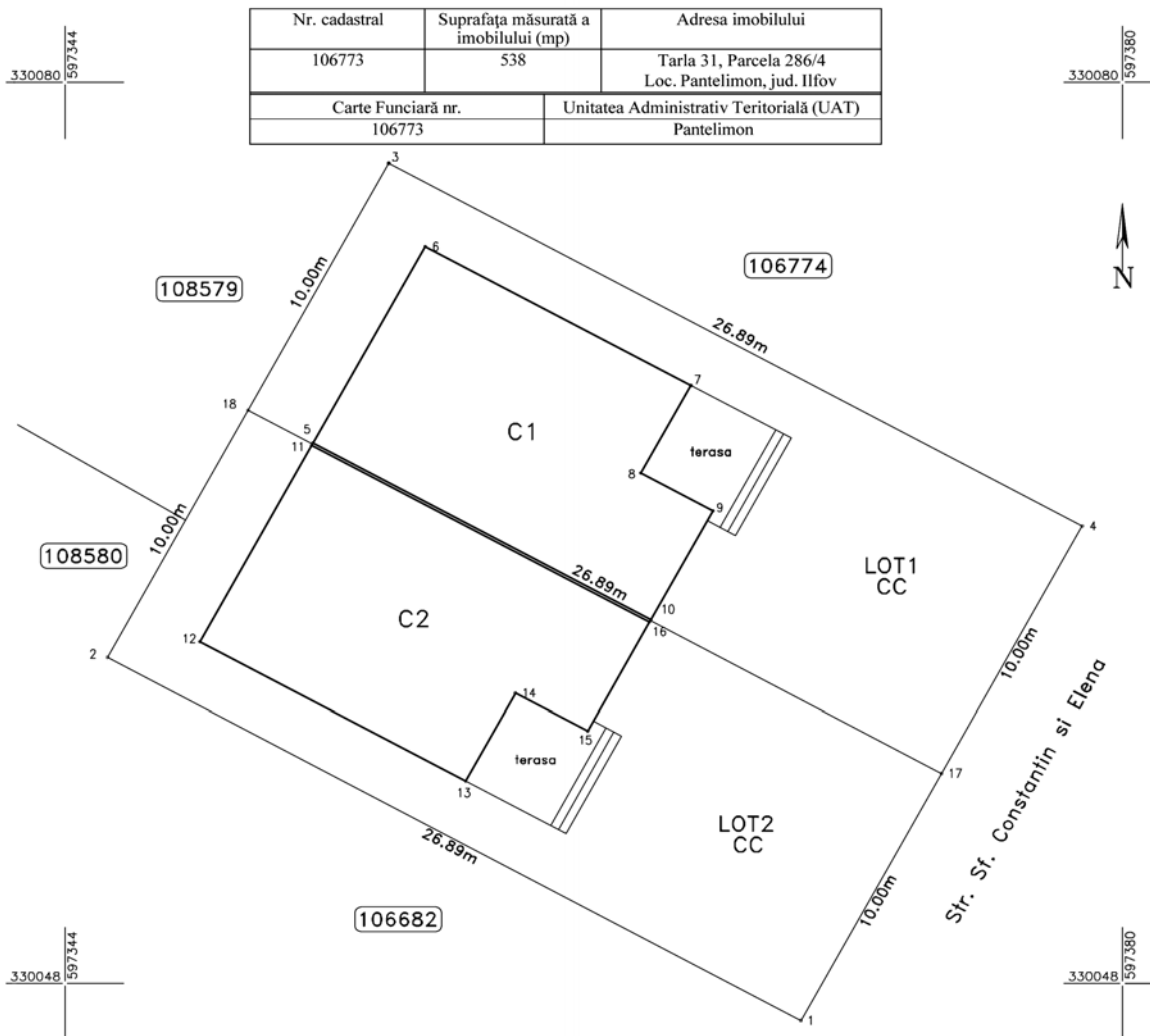 Nr. cadastral
Suprafaţa măsurată a
imobilului (mp)
Adresa imobilului
106773
538
Tarla 31, Parcela 286/4
Loc. Pantelimon, jud. Ilfov
Carte Funciară nr.
Unitatea Administrativ Teritorială (UAT)
106773
Pantelimon
330080
597344
330080
597380
3
6
106774
N
108579
10.00m
26.89m
7
18
5
11
C1
terasa
8
9
4
10.00m
108580
LOT1
CC
26.89m
10
16
C2
12
2
14
15
10.00m
terasa
13
17
Str. Sf. Constantin si Elena
LOT2
CC
26.89m
10.00m
106682
330048
597344
330048
597380
1